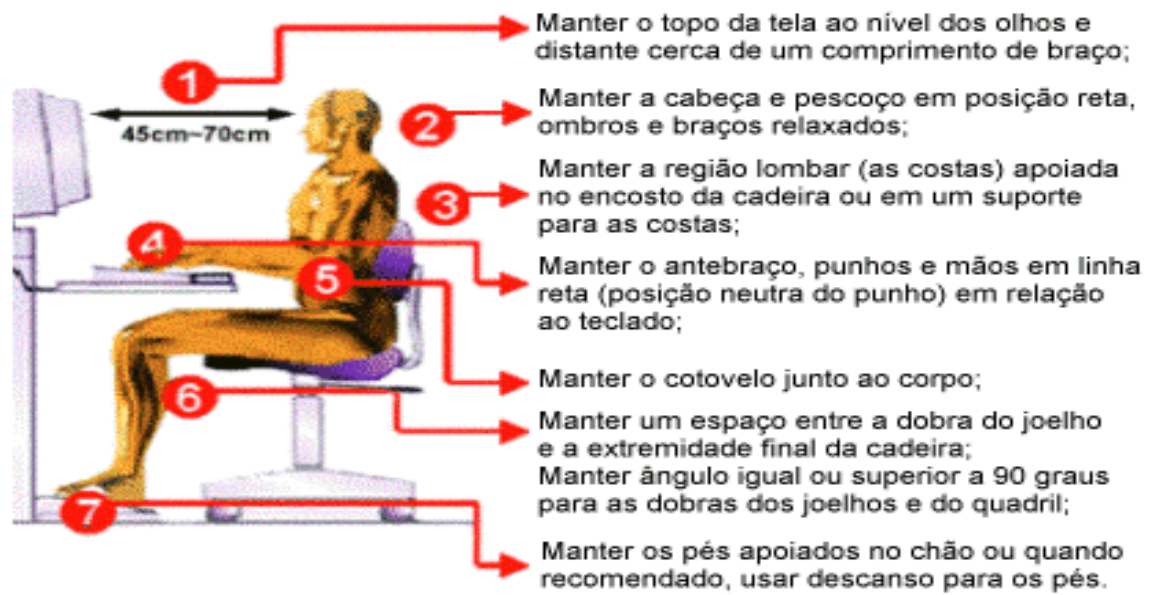 1
Manter o topo da tela ao nível dos olhos e
distante cerca de um comprimento de braço;
45cm~70cm
2
Manter a cabeça e pescoço em posição reta,
ombros e braços relaxados;
3
Manter a região lombar (as costas) apoiada
no encosto da cadeira ou em um suporte
para as costas;
4
Manter o antebraço, punhos e mãos em linha
reta (posição neutra do punho) em relação
ao teclado;
5
Manter o cotovelo junto ao corpo;
6
Manter um espaço entre a dobra do joelho
e a extremidade final da cadeira;
Manter ângulo igual ou superior a 90 graus
para as dobras dos joelhos e do quadril;
7
Manter os pés apoiados no chão ou quando
recomendado, usar descanso para os pés.